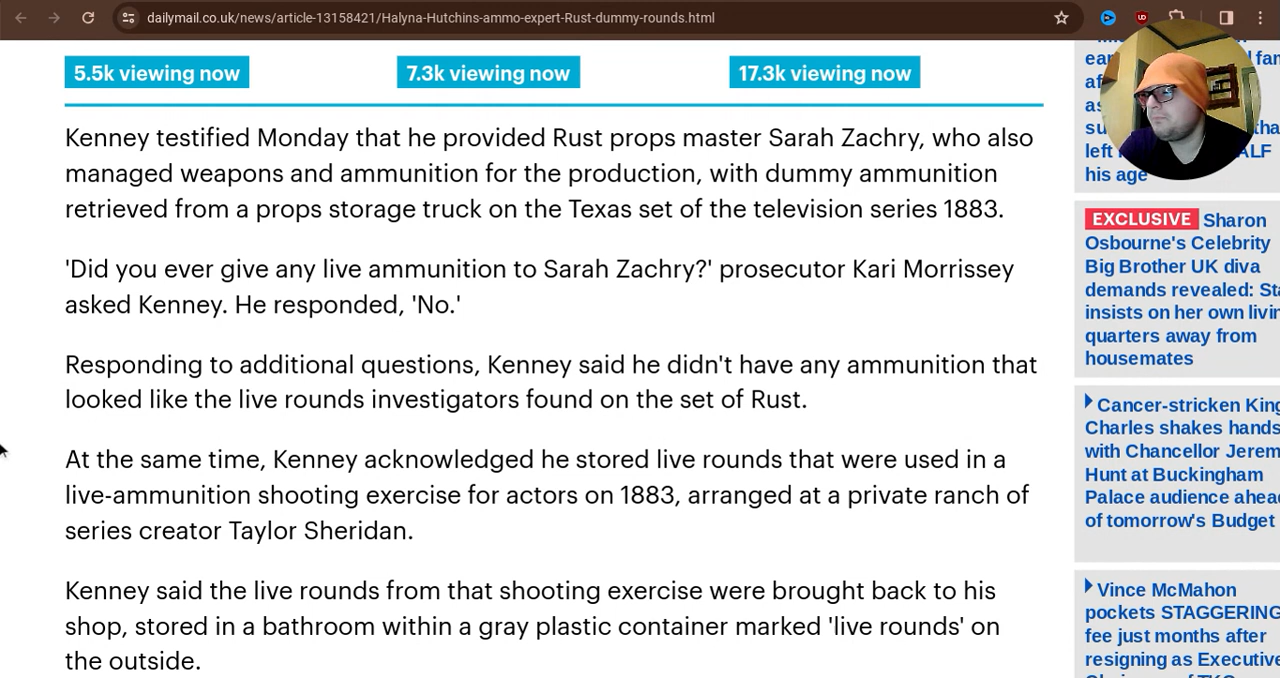 dailymail.co.uk/news/article-13158421/Halyna-Hutchins-ammo-expert-Rust-dummy-rounds.html
5.5k viewing now
7.3k viewing now
17.3k viewing now
Kenney testified Monday that he provided Rust props master Sarah Zachry, who also
managed weapons and ammunition for the production, with dummy ammunition
retrieved from a props storage truck on the Texas set of the television series 1883.
'Did you ever give any live ammunition to Sarah Zachry?' prosecutor Kari Morrissey
asked Kenney. He responded, 'No.'
Responding to additional questions, Kenney said he didn't have any ammunition that
looked like the live rounds investigators found on the set of Rust.
At the same time, Kenney acknowledged he stored live rounds that were used in a
live-ammunition shooting exercise for actors on 1883, arranged at a private ranch of
series creator Taylor Sheridan.
Kenney said the live rounds from that shooting exercise were brought back to his
shop, stored in a bathroom within a gray plastic container marked 'live rounds' on
the outside.
left
his age
EXCLUSIVE Sharon
Osbourne's Celebrity
Big Brother UK diva
demands revealed:
insists on her own
quarters away from
housemates
Cancer-stricken King
Charles shakes hands
with Chancellor
Hunt at Buckingham
Palace audience
of tomorrow's Budget
Vince McMahon
pockets STAGGERING
fee just months after
resigning as